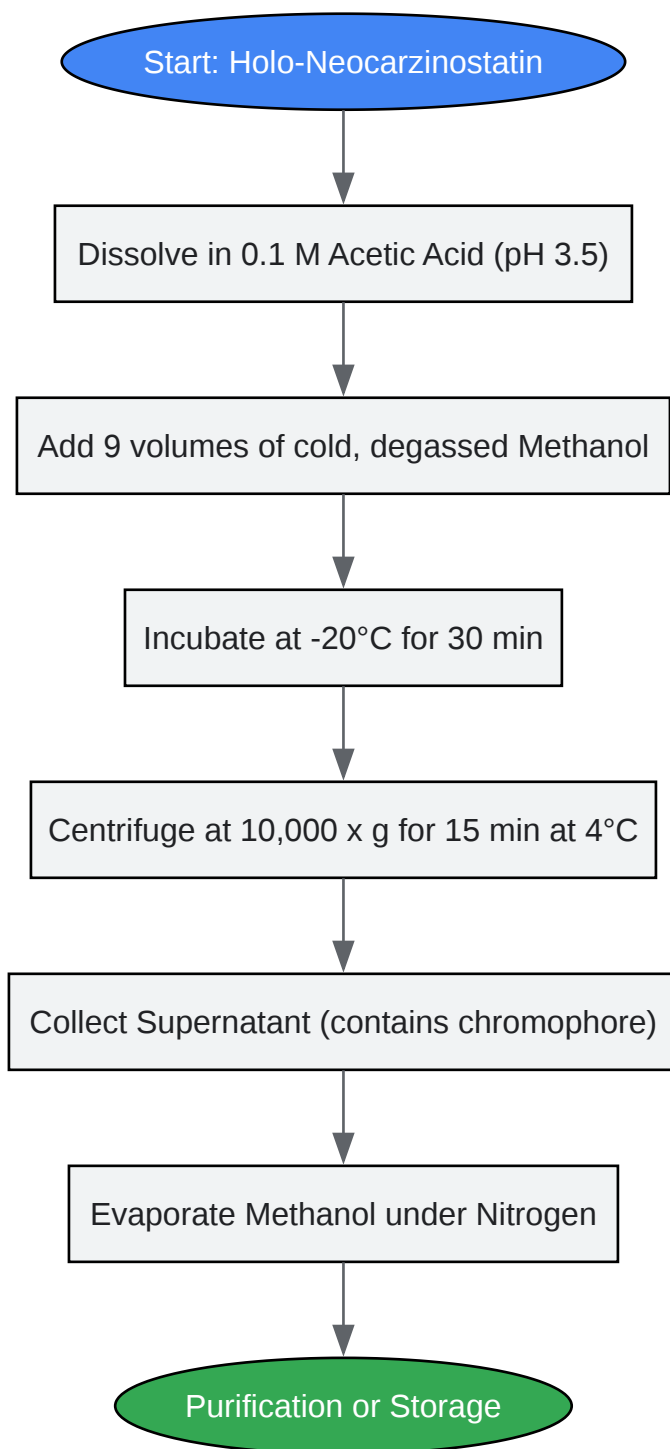 Start: Holo-Neocarzinostatin
Dissolve in 0.1 M Acetic Acid (pH 3.5)
Add 9 volumes of cold, degassed Methanol
Incubate at -20°C for 30 min
Centrifuge at 10,000 x g for 15 min at 4°C
Collect Supernatant (contains chromophore)
Evaporate Methanol under Nitrogen
Purification or Storage